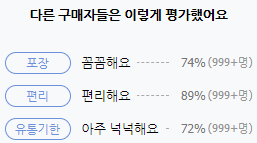 다른 구매자들은 이렇게 평가했어요
포장 꼼꼼해요 74% (999+명)
편리 편리해요 89% (999+명)
유통기한 아주 넉넉해요 72% (999+명)